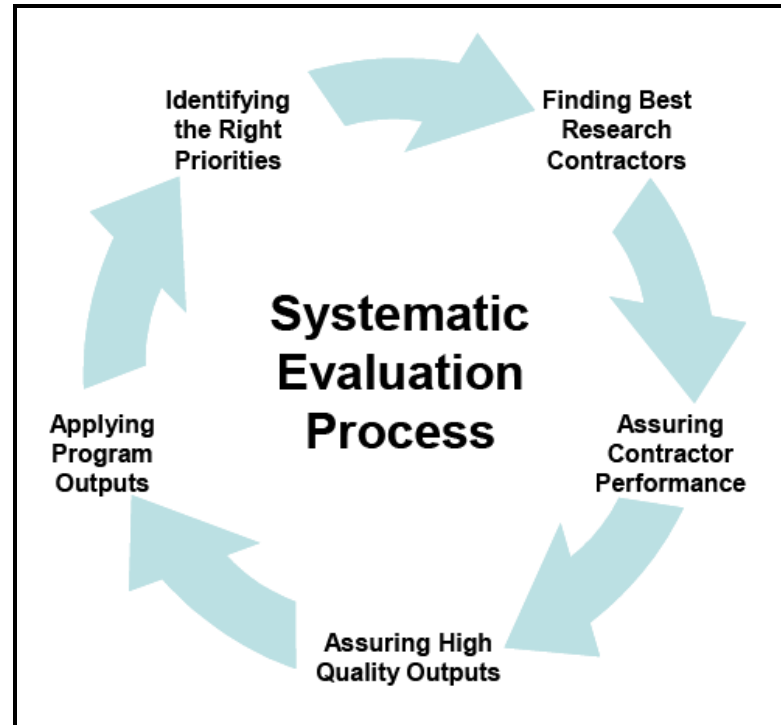 Identifying
the Right
Priorities
Finding Best
Research
Contractors
Systematic
Evaluation
Process
Assuring
Contractor
Performance
Assuring High
Quality Outputs
Applying
Program
Outputs